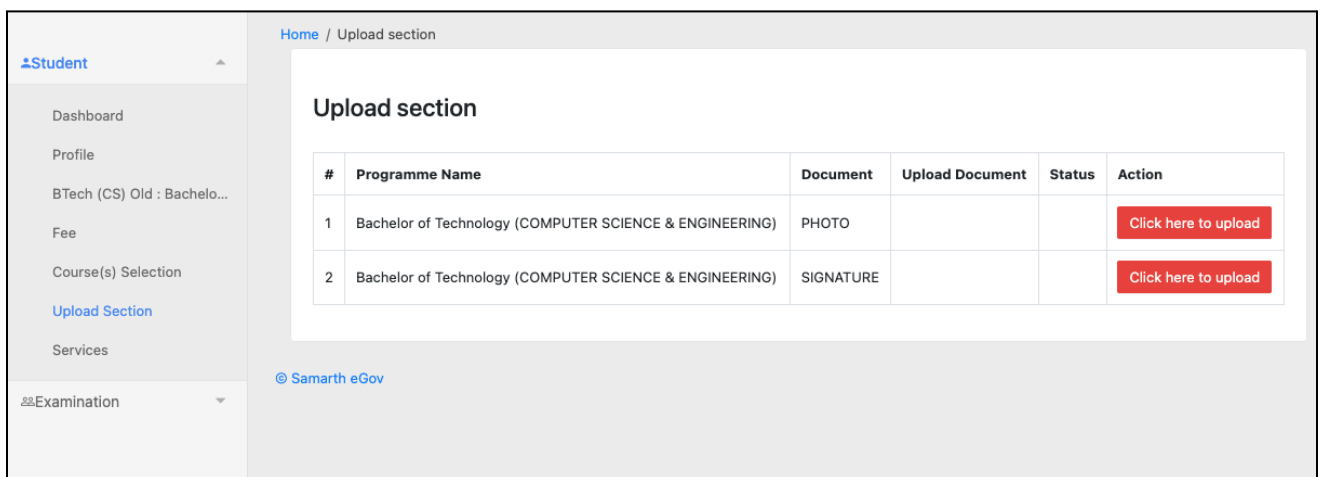 Home / Upload section
Student
Dashboard
Profile
BTech (CS) Old : Bachelo...
Fee
Course(s) Selection
Upload Section
Services
Examination
Upload section
# Programme Name Document Upload Document Status Action
1 Bachelor of Technology (COMPUTER SCIENCE & ENGINEERING) PHOTO Click here to upload
2 Bachelor of Technology (COMPUTER SCIENCE & ENGINEERING) SIGNATURE Click here to upload
© Samarth eGov